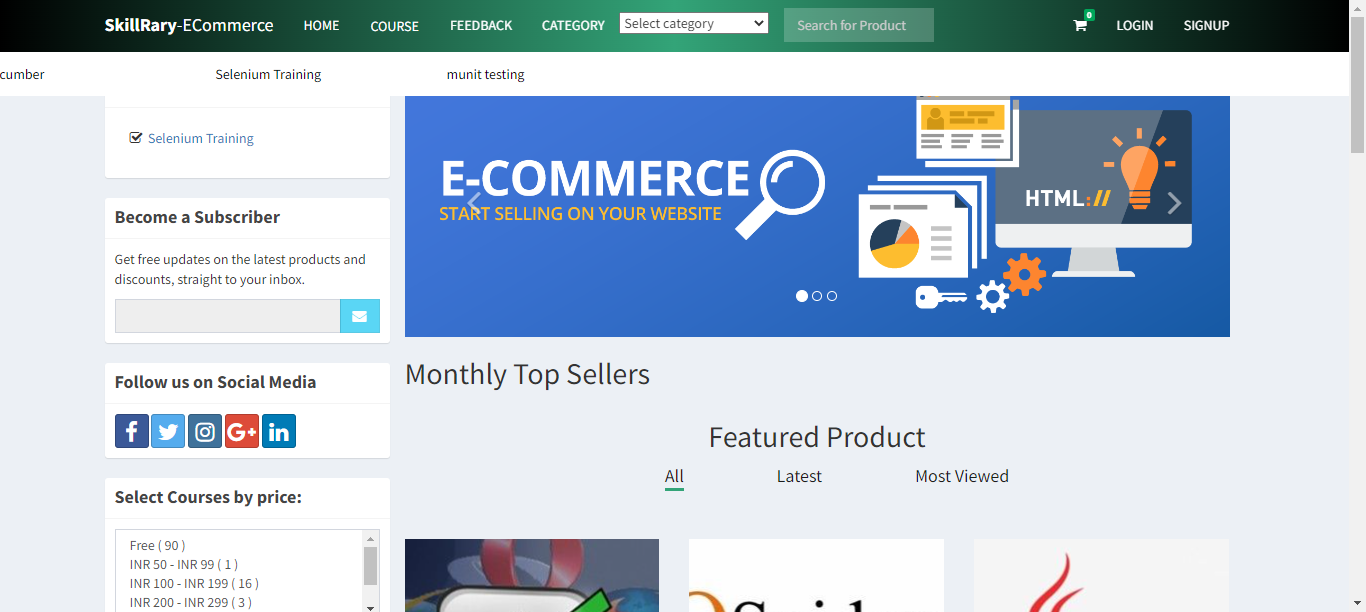 SkillRary-ECommerce HOME COURSE FEEDBACK CATEGORY Select category Search for Product 0 LOGIN SIGNUP
cumber Selenium Training munit testing
Selenium Training
Become a Subscriber
Get free updates on the latest products and
discounts, straight to your inbox.
Follow us on Social Media
f G+ in
Select Courses by price:
Free ( 90 )
INR 50 - INR 99 ( 1 )
INR 100 - INR 199 ( 16 )
INR 200 - INR 299 ( 3 )
E-COMMERCE
START SELLING ON YOUR WEBSITE
HTML://
Monthly Top Sellers
Featured Product
All Latest Most Viewed